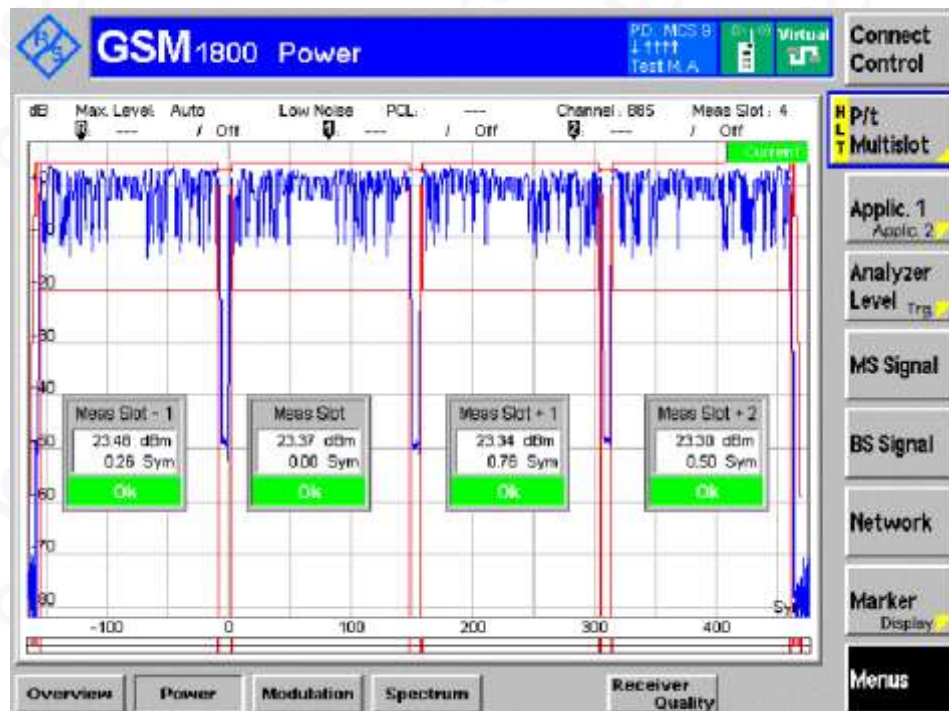 GSM 1800 Power
PD MCS 9
Test M. A.
Virtual
Connect
Control
dB Max. Level: Auto Low Noise PCL: --- Channel : 885 Meas Slot : 4
--- / Off 1 --- / Off 2 --- / Off
Current
HLT
P/t
Multislot
Applic. 1
Applic. 2
Analyzer
Level Trg.
MS Signal
BS Signal
Network
Marker
Display
Menus
-20
-30
-40
-60
-70
Meas Slot - 1
23.48 dBm
0.26 Sym
Ok
Meas Slot
23.37 dBm
0.00 Sym
Ok
Meas Slot + 1
23.34 dBm
0.76 Sym
Ok
Meas Slot + 2
23.30 dBm
0.50 Sym
Ok
-100 0 100 200 300 400
Overview Power Modulation Spectrum Receiver
Quality